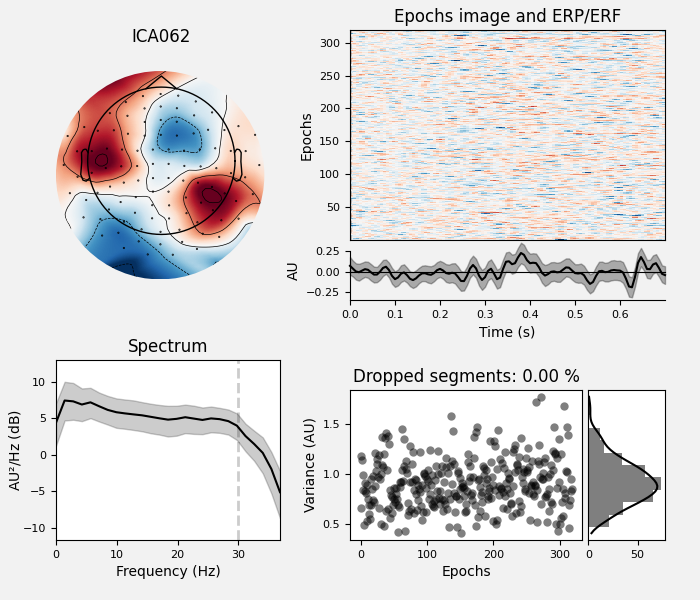 ICA062
Epochs image and ERP/ERF
Epochs
300
250
200
150
100
50
AU
0.25
0.00
−0.25
0.0 0.1 0.2 0.3 0.4 0.5 0.6
Time (s)
Spectrum
AU²/Hz (dB)
10
5
0
−5
−10
0 10 20 30
Frequency (Hz)
Dropped segments: 0.00 %
Variance (AU)
1.5
1.0
0.5
0 100 200 300
Epochs
0 50